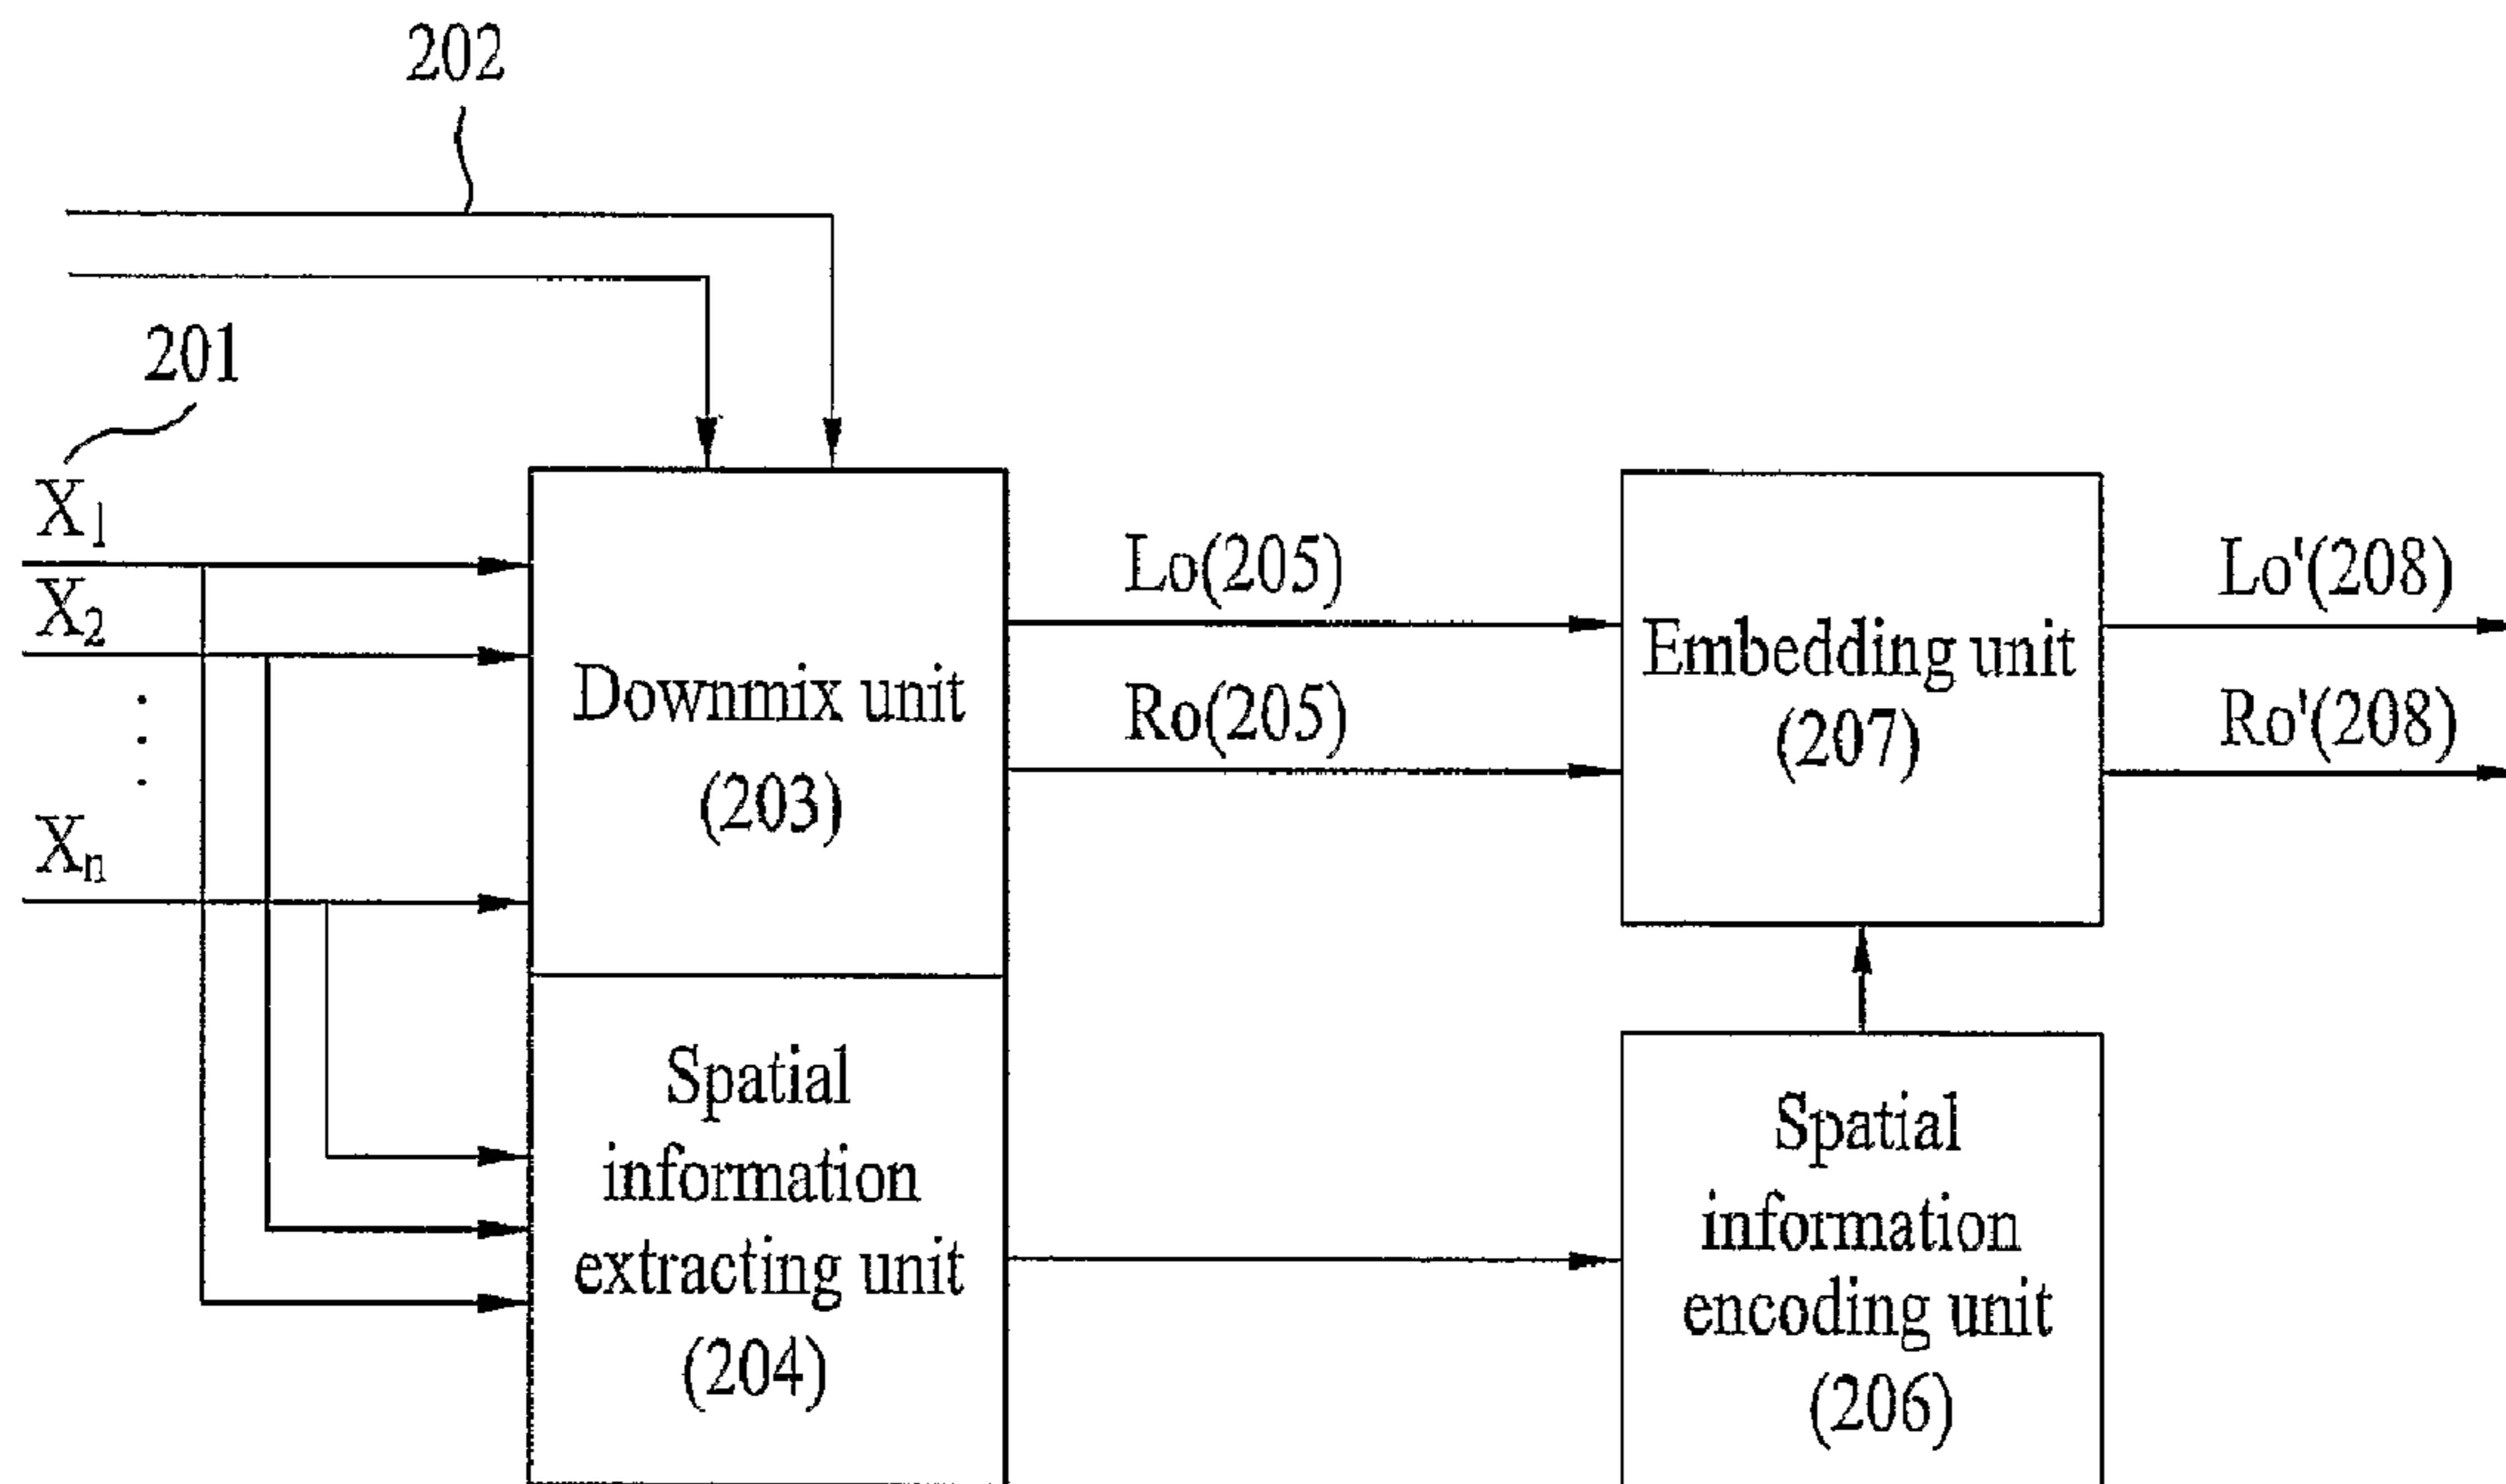 202
201
X1
X2
Xn
Downmix unit
(203)
Lo(205)
Ro(205)
Embedding unit
(207)
Lo'(208)
Ro'(208)
Spatial
information
extracting unit
(204)
Spatial
information
encoding unit
(206)